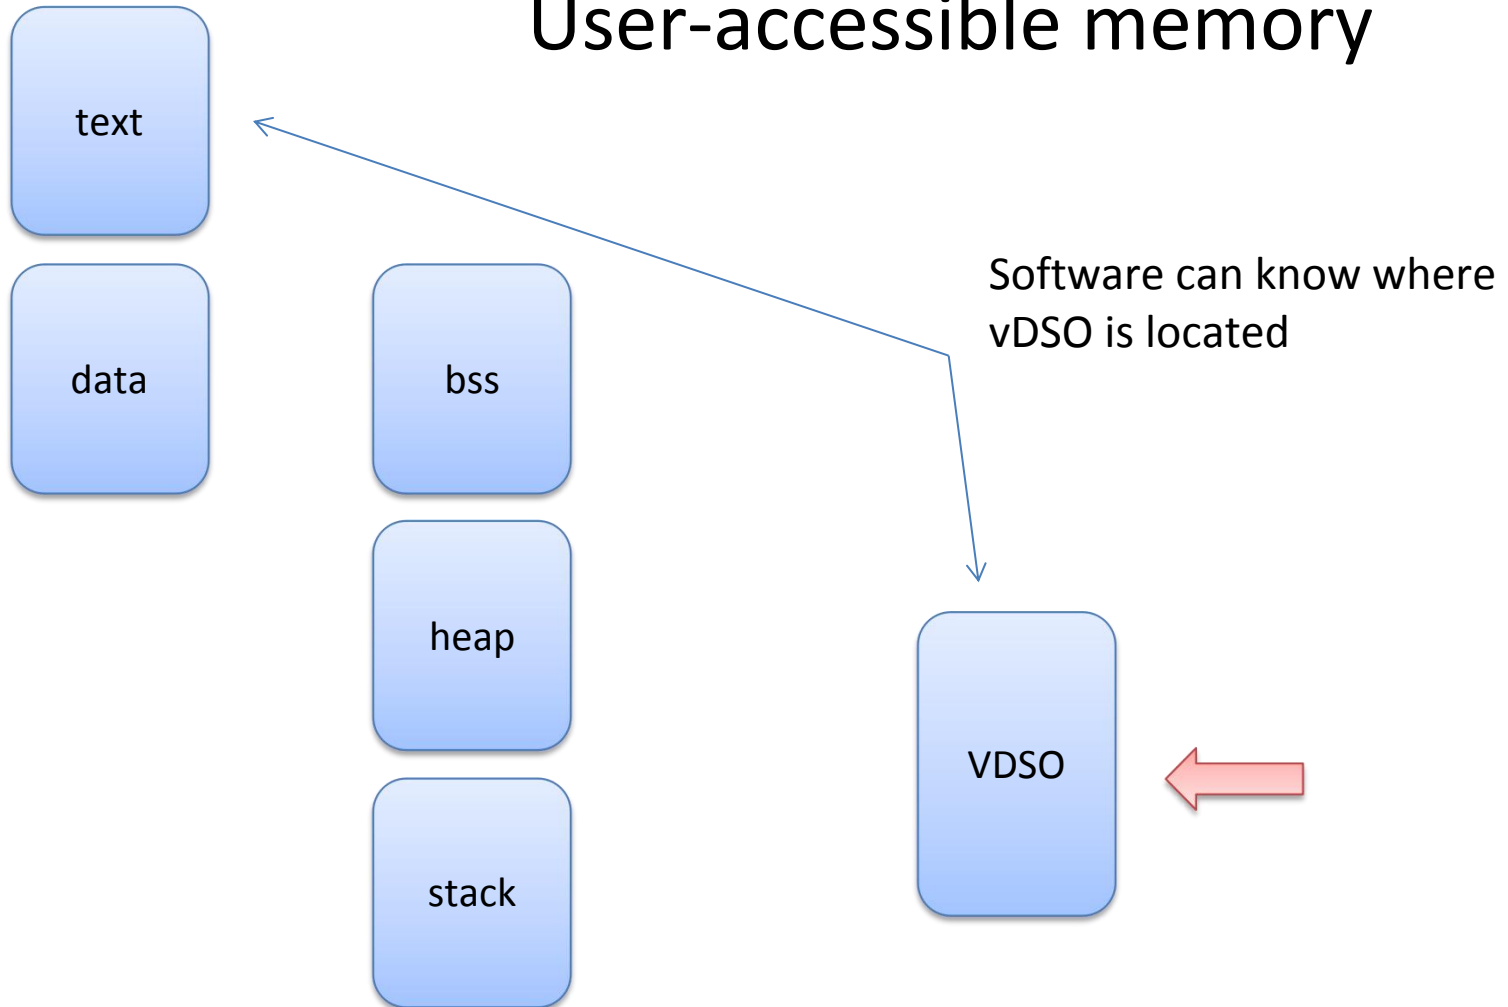 User-accessible memory
text
Software can know where
vDSO is located
data
bss
heap
VDSO
stack